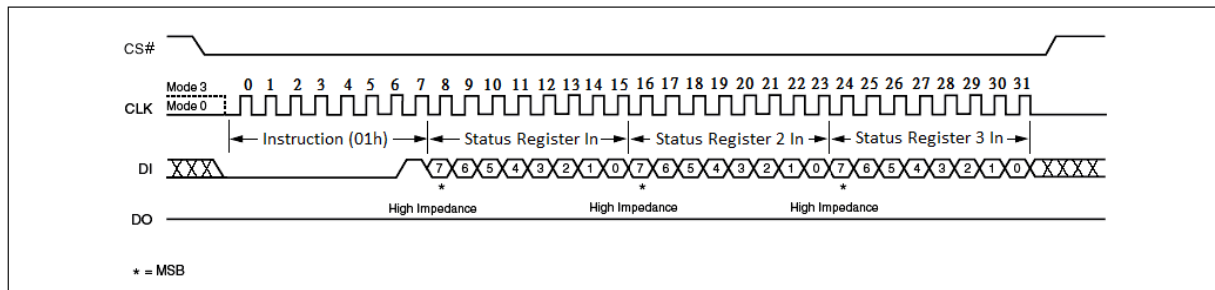 CS#
Mode 3
0 1 2 3 4 5 6 7 8 9 10 11 12 13 14 15 16 17 18 19 20 21 22 23 24 25 26 27 28 29 30 31
CLK
Mode 0
Instruction (01h) Status Register In Status Register 2 In Status Register 3 In
DI 7 6 5 4 3 2 1 0 7 6 5 4 3 2 1 0 7 6 5 4 3 2 1 0
* * *
High Impedance High Impedance High Impedance
DO
* = MSB